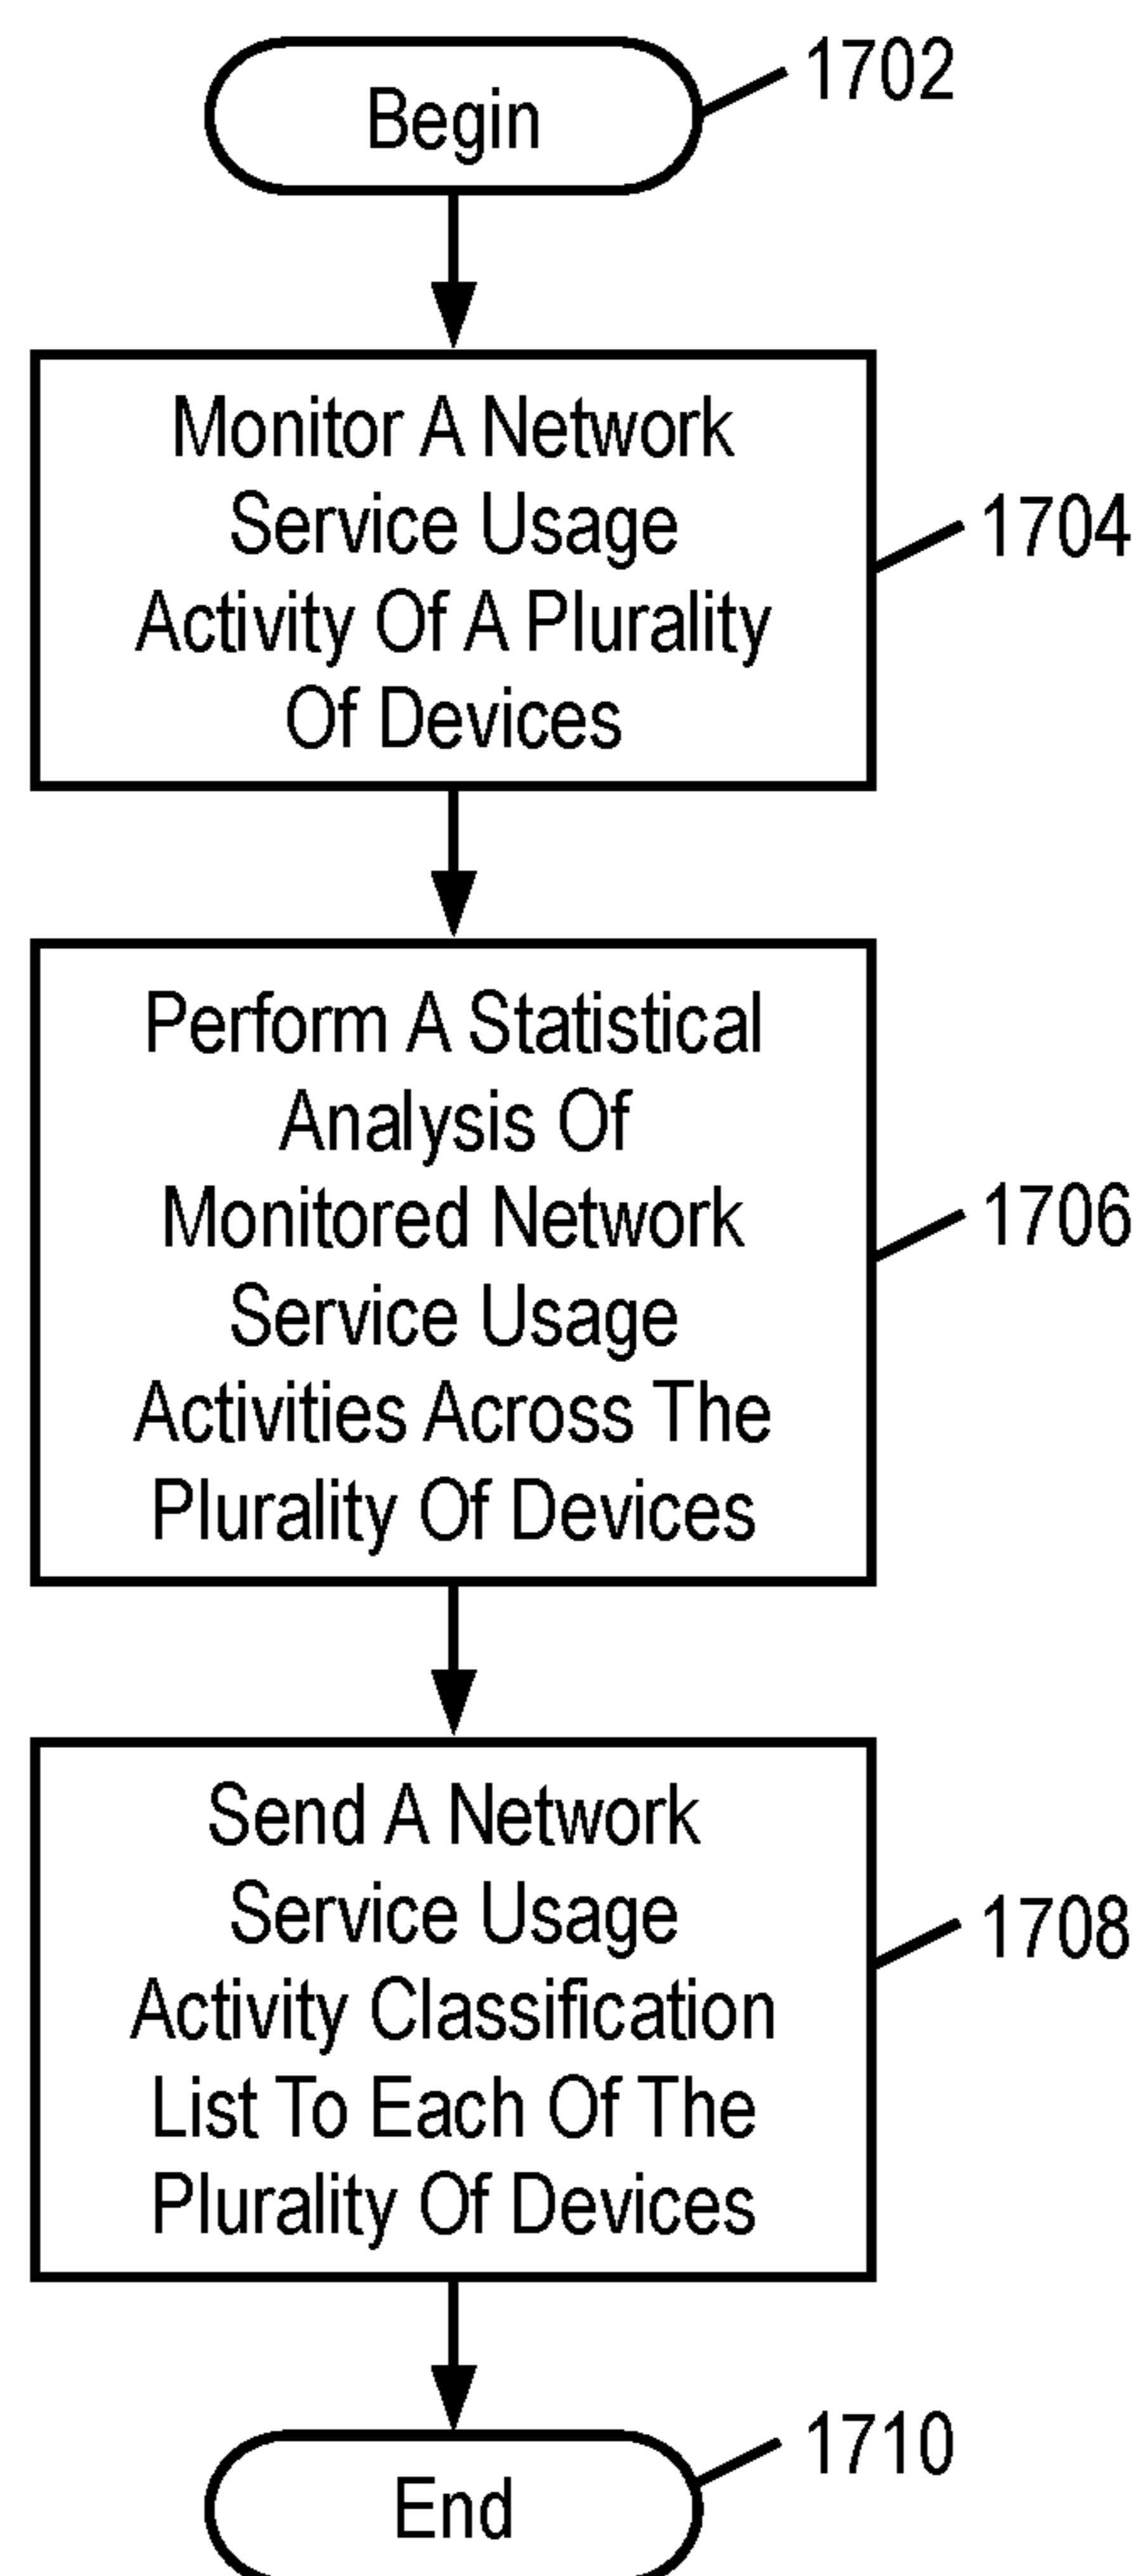 Begin
1702
Monitor A Network
Service Usage
Activity Of A Plurality
Of Devices
1704
Perform A Statistical
Analysis Of
Monitored Network
Service Usage
Activities Across The
Plurality Of Devices
1706
Send A Network
Service Usage
Activity Classification
List To Each Of The
Plurality Of Devices
1708
End
1710